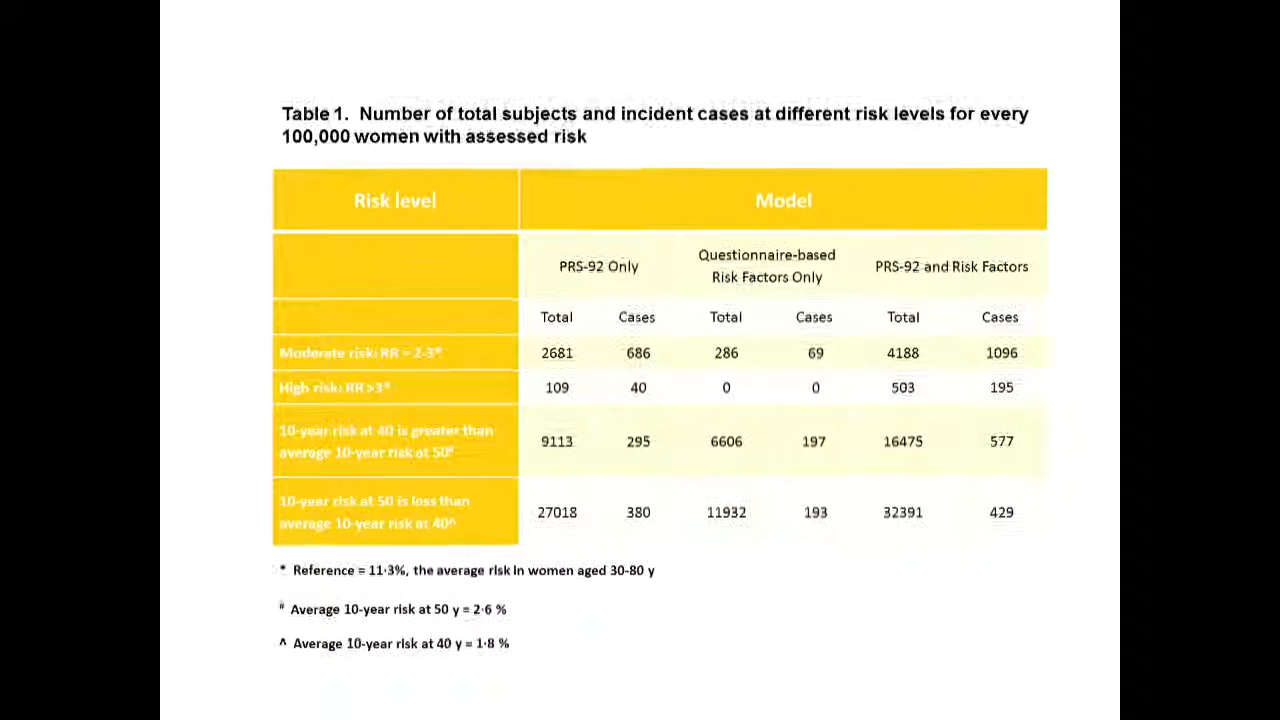 Table 1. Number of total subjects and incident cases at different risk levels for every
100,000 women with assessed risk
Risk level Model
PRS-92 Only Questionnaire-based Risk Factors Only PRS-92 and Risk Factors
Total Cases Total Cases Total Cases
Moderate risk: RR = 2-3* 2681 686 286 69 4188 1096
High risk: RR >3* 109 40 0 0 503 195
10-year risk at 40 is greater than
average 10-year risk at 50# 9113 295 6606 197 16475 577
10-year risk at 50 is less than
average 10-year risk at 40^ 27018 380 11932 193 32391 429
* Reference = 11·3%, the average risk in women aged 30-80 y
# Average 10-year risk at 50 y = 2·6 %
^ Average 10-year risk at 40 y = 1·8 %